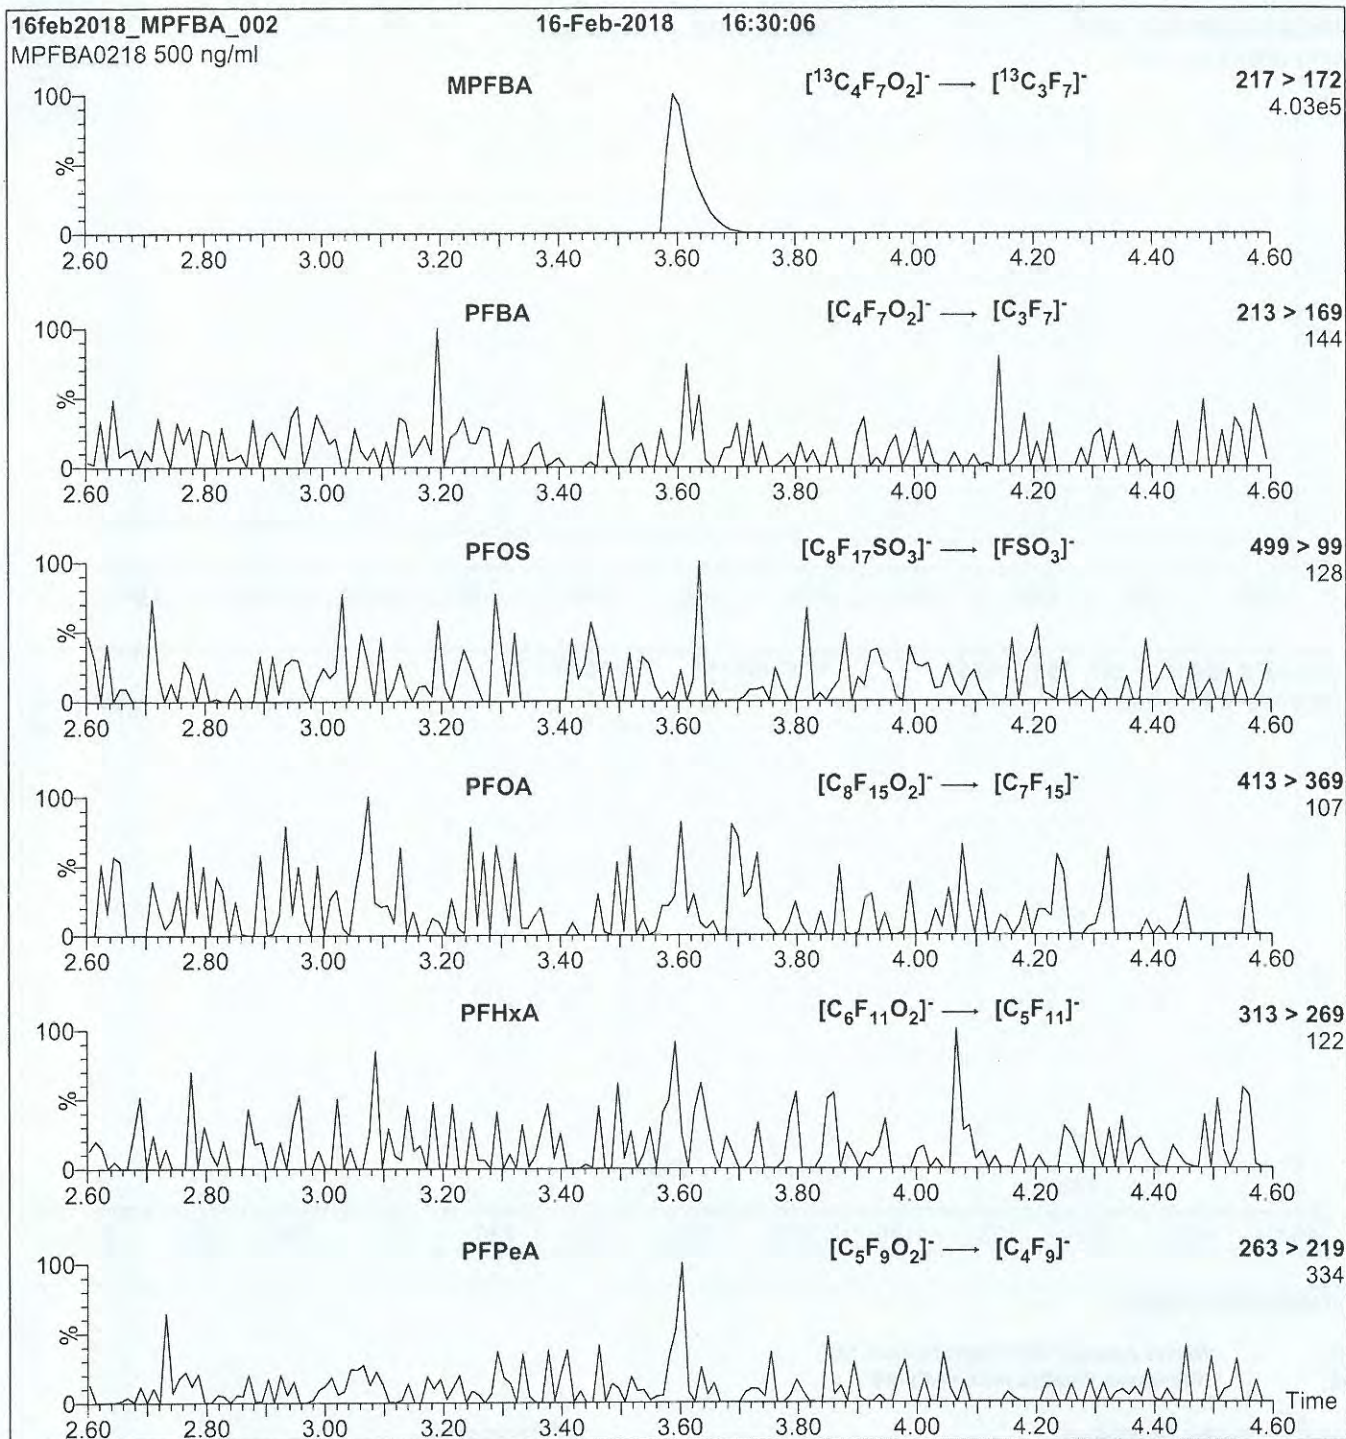 16feb2018_MPFBA_002 16-Feb-2018 16:30:06
MPFBA0218 500 ng/ml
MPFBA [¹³C₄F₇O₂]⁻ → [¹³C₃F₇]⁻ 217 > 172
4.03e5
100
%
0
2.60 2.80 3.00 3.20 3.40 3.60 3.80 4.00 4.20 4.40 4.60
PFBA [C₄F₇O₂]⁻ → [C₃F₇]⁻ 213 > 169
144
100
%
0
2.60 2.80 3.00 3.20 3.40 3.60 3.80 4.00 4.20 4.40 4.60
PFOS [C₈F₁₇SO₃]⁻ → [FSO₃]⁻ 499 > 99
128
100
%
0
2.60 2.80 3.00 3.20 3.40 3.60 3.80 4.00 4.20 4.40 4.60
PFOA [C₈F₁₅O₂]⁻ → [C₇F₁₅]⁻ 413 > 369
107
100
%
0
2.60 2.80 3.00 3.20 3.40 3.60 3.80 4.00 4.20 4.40 4.60
PFHxA [C₆F₁₁O₂]⁻ → [C₅F₁₁]⁻ 313 > 269
122
100
%
0
2.60 2.80 3.00 3.20 3.40 3.60 3.80 4.00 4.20 4.40 4.60
PFPeA [C₅F₉O₂]⁻ → [C₄F₉]⁻ 263 > 219
334
100
%
0
Time
2.60 2.80 3.00 3.20 3.40 3.60 3.80 4.00 4.20 4.40 4.60